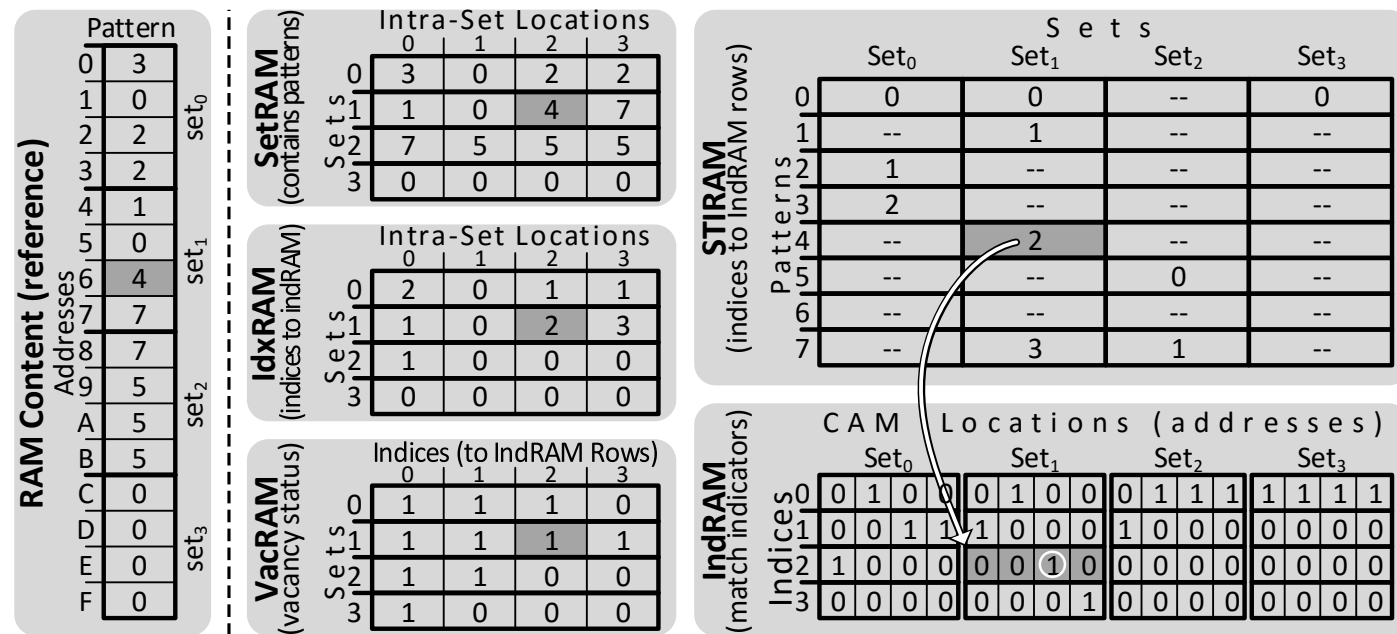 RAM Content (reference)
Addresses
Pattern
0 3
1 0
2 2
3 2
4 1
5 0
6 4
7 7
8 7
9 5
A 5
B 5
C 0
D 0
E 0
F 0
set0
set1
set2
set3
SetRAM
(contains patterns)
Intra-Set Locations
Sets
0 1 2 3
0 3 0 2 2
1 1 0 4 7
2 7 5 5 5
3 0 0 0 0
IdxRAM
(indices to indRAM)
Intra-Set Locations
Sets
0 1 2 3
0 2 0 1 1
1 1 0 2 3
2 1 0 0 0
3 0 0 0 0
VacRAM
(vacancy status)
Indices (to IndRAM Rows)
Sets
0 1 2 3
0 1 1 1 0
1 1 1 1 1
2 1 1 0 0
3 1 0 0 0
STIRAM
(indices to IndRAM rows)
Sets
Patterns
Set0 Set1 Set2 Set3
0 0 0 -- 0
1 -- 1 -- --
2 1 -- -- --
3 2 -- -- --
4 -- 2 -- --
5 -- -- 0 --
6 -- -- -- --
7 -- 3 1 --
IndRAM
(match indicators)
CAM Locations (addresses)
Indices
Set0 Set1 Set2 Set3
0 0 1 0 0 0 1 0 0 0 1 1 1 1 1 1 1
1 0 0 1 1 1 0 0 0 1 0 0 0 0 0 0 0
2 1 0 0 0 0 0 1 0 0 0 0 0 0 0 0 0
3 0 0 0 0 0 0 0 1 0 0 0 0 0 0 0 0